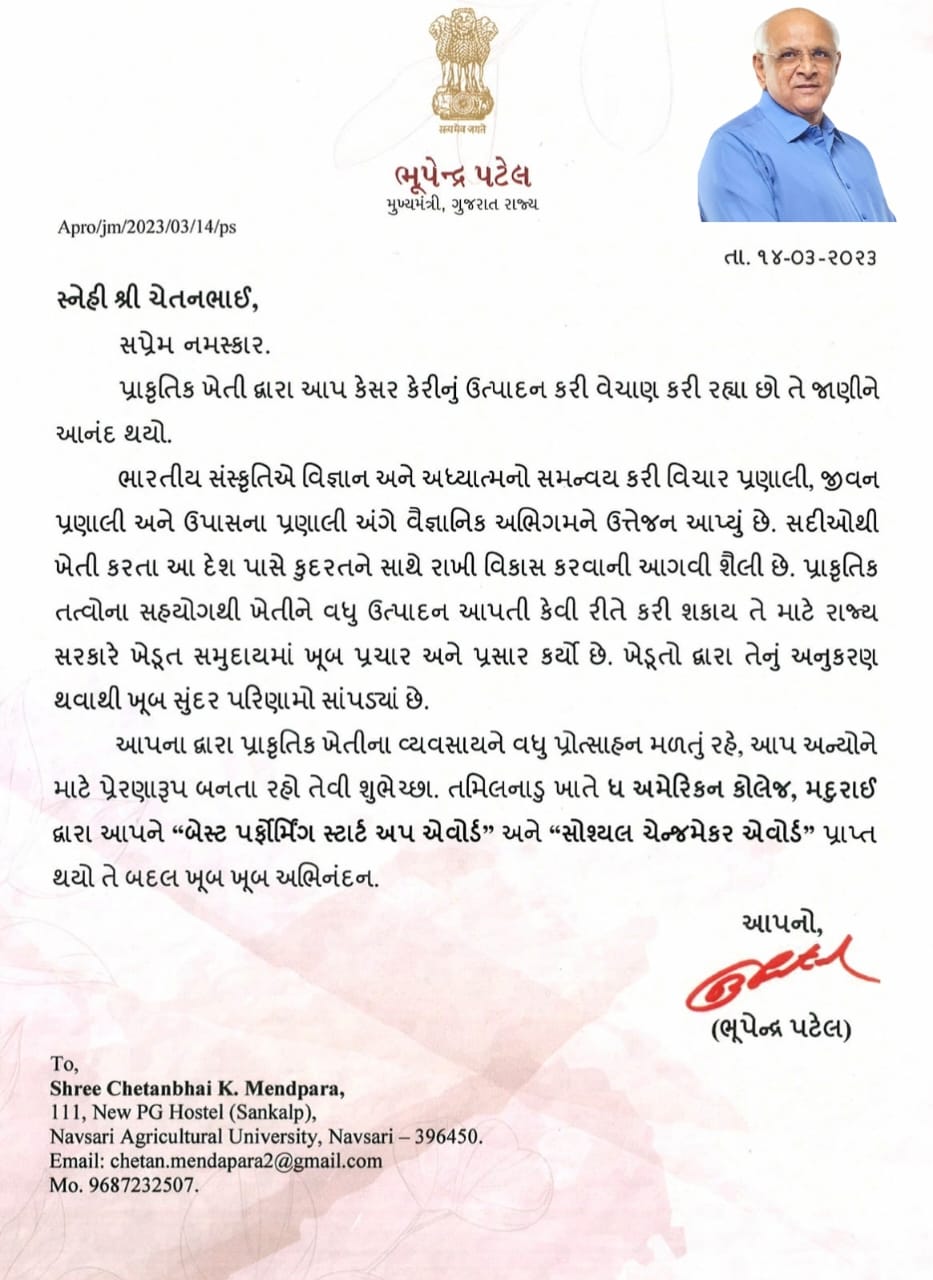 सत्यमेव जयते
ભૂપેન્દ્ર પટેલ
મુખ્યમંત્રી, ગુજરાત રાજ્ય
Apro/jm/2023/03/14/ps
તા. ૧૪-૦૩-૨૦૨૩
સ્નેહી શ્રી ચેતનભાઈ,
સપ્રેમ નમસ્કાર.
પ્રાકૃતિક ખેતી દ્વારા આપ કેસર કેરીનું ઉત્પાદન કરી વેચાણ કરી રહ્યા છો તે જાણીને
આનંદ થયો.
ભારતીય સંસ્કૃતિએ વિજ્ઞાન અને અધ્યાત્મનો સમન્વય કરી વિચાર પ્રણાલી, જીવન
પ્રણાલી અને ઉપાસના પ્રણાલી અંગે વૈજ્ઞાનિક અભિગમને ઉત્તેજન આપ્યું છે. સદીઓથી
ખેતી કરતા આ દેશ પાસે કુદરતને સાથે રાખી વિકાસ કરવાની આગવી શૈલી છે. પ્રાકૃતિક
તત્વોના સહયોગથી ખેતીને વધુ ઉત્પાદન આપતી કેવી રીતે કરી શકાય તે માટે રાજ્ય
સરકારે ખેડૂત સમુદાયમાં ખૂબ પ્રચાર અને પ્રસાર કર્યો છે. ખેડૂતો દ્વારા તેનું અનુકરણ
થવાથી ખૂબ સુંદર પરિણામો સાંપડ્યાં છે.
આપના દ્વારા પ્રાકૃતિક ખેતીના વ્યવસાયને વધુ પ્રોત્સાહન મળતું રહે, આપ અન્યોને
માટે પ્રેરણારૂપ બનતા રહો તેવી શુભેચ્છા. તમિલનાડુ ખાતે ધ અમેરિકન કોલેજ, મદુરાઈ
દ્વારા આપને “બેસ્ટ પર્ફોર્મિંગ સ્ટાર્ટ અપ એવોર્ડ” અને “સોશ્યલ ચેન્જમેકર એવોર્ડ” પ્રાપ્ત
થયો તે બદલ ખૂબ ખૂબ અભિનંદન.
આપનો,
(ભૂપેન્દ્ર પટેલ)
To,
Shree Chetanbhai K. Mendpara,
111, New PG Hostel (Sankalp),
Navsari Agricultural University, Navsari – 396450.
Email: chetan.mendapara2@gmail.com
Mo. 9687232507.